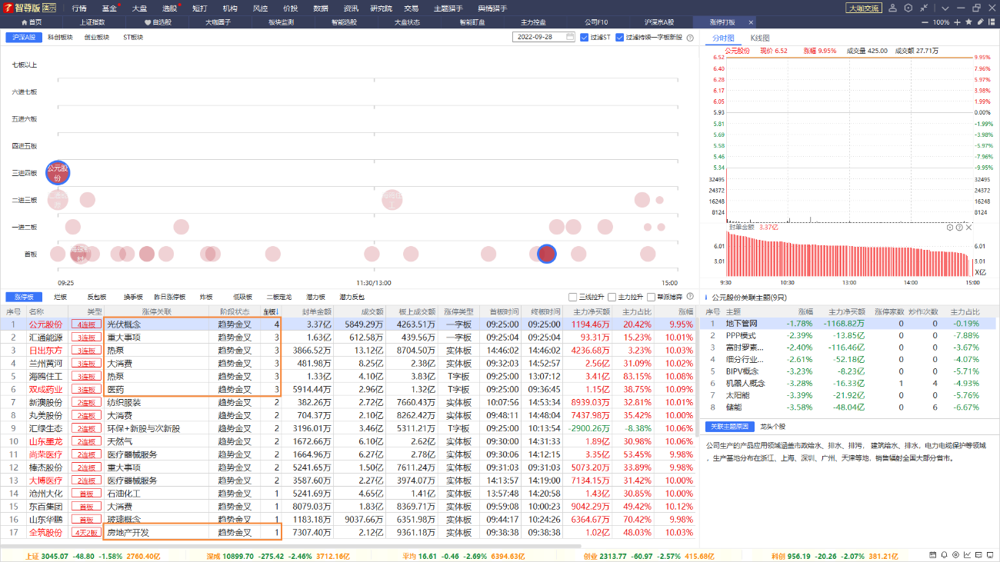 智尊版 演示 行情 基金 大盘 选股 短打 机构 风控 价投 数据 资讯 研究院 交易 主题猎手 舆情猎手 大咖交流
首页 上证指数 自选股 大咖圈子 板块监测 智能选股 大盘状态 智能盯盘 主力控盘 公司F10 沪深京A股 涨停打板 × 100%
沪深A股 科创板块 创业板块 ST板块 2022-09-28 过滤ST 过滤持续一字板新股
分时图 K线图
公元股份 现价 6.52 涨幅 9.95% 成交量 425.00 成交额 27.71万
七板以上
六进七板
五进六板
四进五板
三进四板
公元股份
二进三板
一进二板
首板
09:25 11:30/13:00 15:00
6.52 9.95%
6.40 7.96%
6.28 5.97%
6.17 3.98%
6.05 1.99%
5.93 0.00%
5.81 -1.99%
5.69 -3.98%
5.58 -5.97%
5.46 -7.96%
5.34 -9.95%
32495 32495
24372 24372
16248 16248
8124 8124
封单金额 3.37亿
6.01 6.01
3.01 3.01
X亿
9:30 10:30 13:00 14:00 15:00
涨停板 烂板 反包板 换手板 昨日涨停板 炸板 低吸板 二板定龙 潜力板 潜力反包 三线拉升 主力拉升 帮派随弈
序号 名称 类型 涨停关联 阶段状态 连板↓ 封单金额 成交额 板上成交额 涨停类型 首板时间 终板时间 主力净买额 主力占比 涨幅
1 公元股份 4连板 光伏概念 趋势金叉 4 3.37亿 5849.29万 4263.51万 一字板 09:25:00 09:25:00 1194.46万 20.42% 9.95%
2 汇通能源 3连板 重大事项 趋势金叉 3 1.63亿 612.58万 439.56万 一字板 09:25:04 09:25:04 93.31万 15.23% 10.01%
3 日出东方 3连板 热泵 趋势金叉 3 3866.52万 13.12亿 8704.50万 实体板 14:46:02 14:46:02 4236.68万 3.23% 10.03%
4 兰州黄河 3连板 大消费 趋势金叉 3 481.98万 8.25亿 2.38亿 实体板 09:32:03 14:52:57 2.56亿 31.09% 10.02%
5 海鸥住工 3连板 热泵 趋势金叉 3 1.33亿 4.10亿 3.83亿 T字板 09:25:00 13:07:12 3.41亿 83.15% 10.08%
6 双成药业 3连板 医药 趋势金叉 3 5914.44万 2.96亿 1.32亿 T字板 09:25:00 09:36:45 1.15亿 38.75% 10.09%
7 新澳股份 2连板 纺织服装 趋势金叉 2 382.26万 2.72亿 7660.43万 实体板 10:07:56 14:53:34 8939.03万 32.81% 10.01%
8 丸美股份 2连板 大消费 趋势金叉 2 704.37万 2.10亿 8262.42万 实体板 09:48:11 14:48:04 7437.98万 35.42% 10.00%
9 汇绿生态 2连板 环保+新股与次新股 趋势金叉 2 3196.01万 3.46亿 5311.21万 T字板 09:25:00 10:13:54 -2900.26万 -8.38% 10.06%
10 山东墨龙 2连板 天然气 趋势金叉 2 1672.66万 6.10亿 2.62亿 实体板 09:30:00 14:31:33 1.89亿 30.98% 10.06%
11 尚荣医疗 2连板 医疗器械服务 趋势金叉 2 1664.96万 6.27亿 2.78亿 实体板 09:30:06 14:12:15 3.35亿 53.45% 9.98%
12 棒杰股份 2连板 重大事项 趋势金叉 2 5241.65万 1.50亿 7611.24万 实体板 09:31:03 09:31:03 5073.20万 33.89% 9.98%
13 大博医疗 2连板 医疗器械服务 趋势金叉 2 3587.60万 2.27亿 3974.07万 实体板 14:13:57 14:19:00 7134.15万 31.42% 10.00%
14 沧州大化 首板 石油化工 趋势金叉 1 5241.69万 4.65亿 1.41亿 实体板 13:57:48 14:20:58 1.43亿 30.85% 10.00%
15 东百集团 首板 大消费 趋势金叉 1 8079.03万 1.83亿 8369.71万 实体板 09:59:08 10:00:23 9042.29万 49.42% 10.12%
16 山东华鹏 首板 玻璃概念 趋势金叉 1 1183.18万 9037.66万 6351.98万 实体板 09:44:17 10:24:26 6364.67万 70.42% 9.98%
17 全筑股份 4天2板 房地产开发 趋势金叉 1 7307.40万 2.12亿 9361.18万 实体板 09:38:38 09:38:38 1.02亿 48.03% 10.03%
公元股份关联主题(9只)
序号 主题 涨幅 主力净买额 涨停家数 炒作次数 主力占比
1 地下管网 -1.78% -1168.82万 0 0 -0.19%
2 PPP模式 -2.39% -13.85亿 0 0 -7.88%
3 富时罗素... -2.40% -116.46亿 0 0 -3.67%
4 细分行业... -2.61% -52.18亿 0 0 -4.07%
5 BIPV概念 -3.23% -8.23亿 0 0 -5.71%
6 机器人概念 -3.28% -16.33亿 1 4 -4.93%
7 太阳能 -3.39% -21.92亿 0 0 -5.76%
8 储能 -3.58% -48.04亿 0 6 -6.67%
关联主题原因 龙头个股
公司生产的产品应用领域涵盖市政给水、排水、排污， 建筑给水、排水，电力电缆保护等领域
，生产基地分布在浙江、上海、深圳、广州、天津等地，销售辐射全国大部分省市。
上证 3045.07 -48.80 -1.58% 2760.40亿 深成 10899.70 -275.42 -2.46% 3712.16亿 平均 16.61 -0.46 -2.69% 6394.63亿 创业 2313.77 -60.97 -2.57% 415.68亿 科创 956.19 -20.26 -2.07% 381.21亿